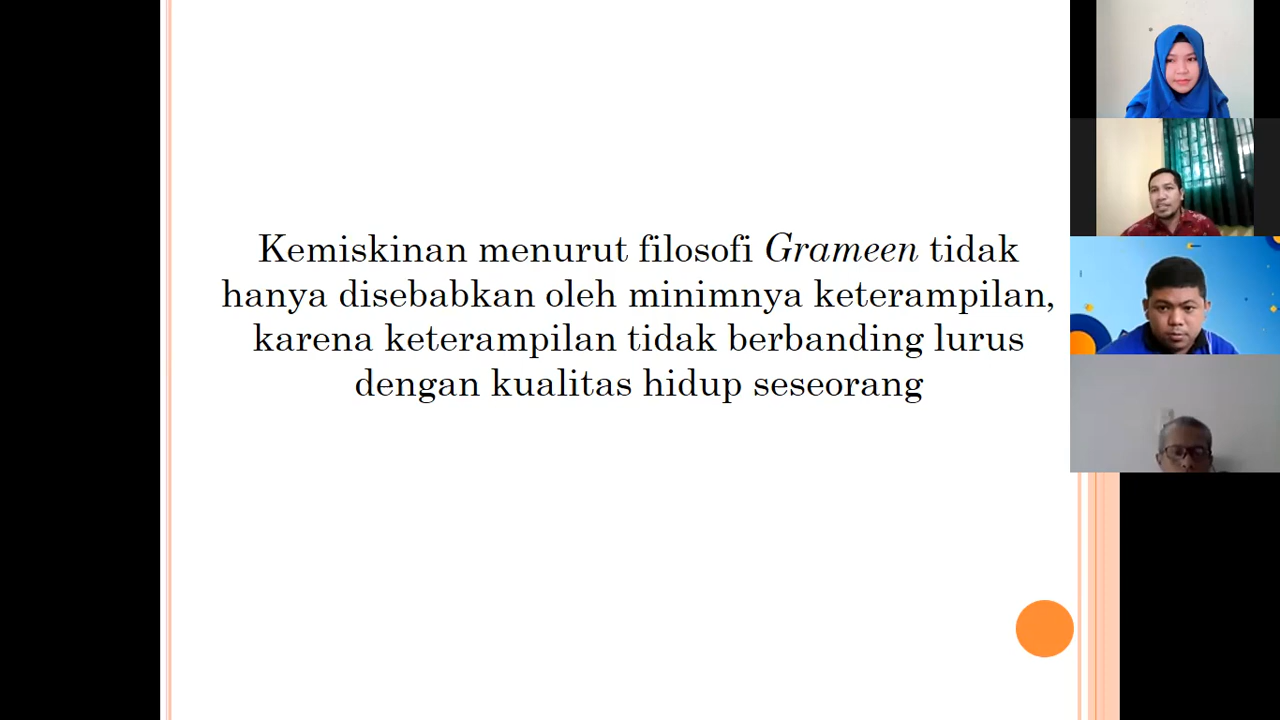 Kemiskinan menurut filosofi Grameen tidak
hanya disebabkan oleh minimnya keterampilan,
karena keterampilan tidak berbanding lurus
dengan kualitas hidup seseorang